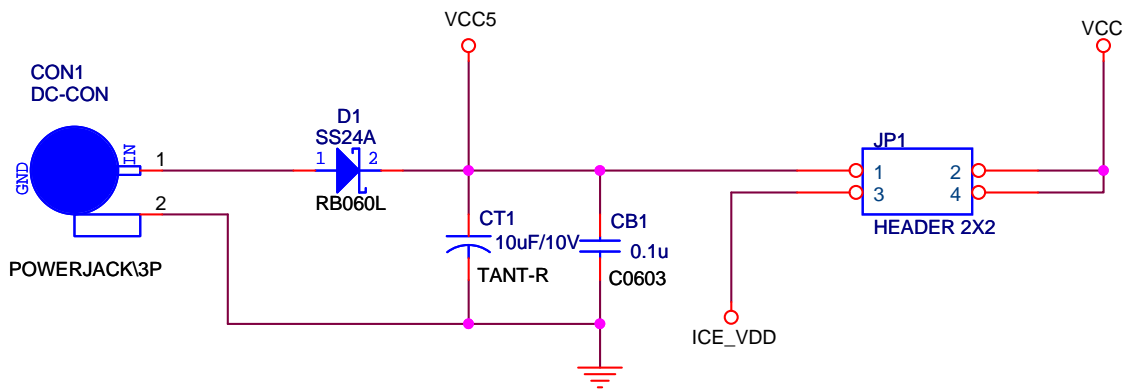 VCC5
VCC
CON1
DC-CON
D1
SS24A
JP1
GND
IN
1
1
2
1
2
3
4
2
RB060L
CT1
10uF/10V
CB1
0.1u
HEADER 2X2
POWERJACK\3P
TANT-R
C0603
ICE_VDD